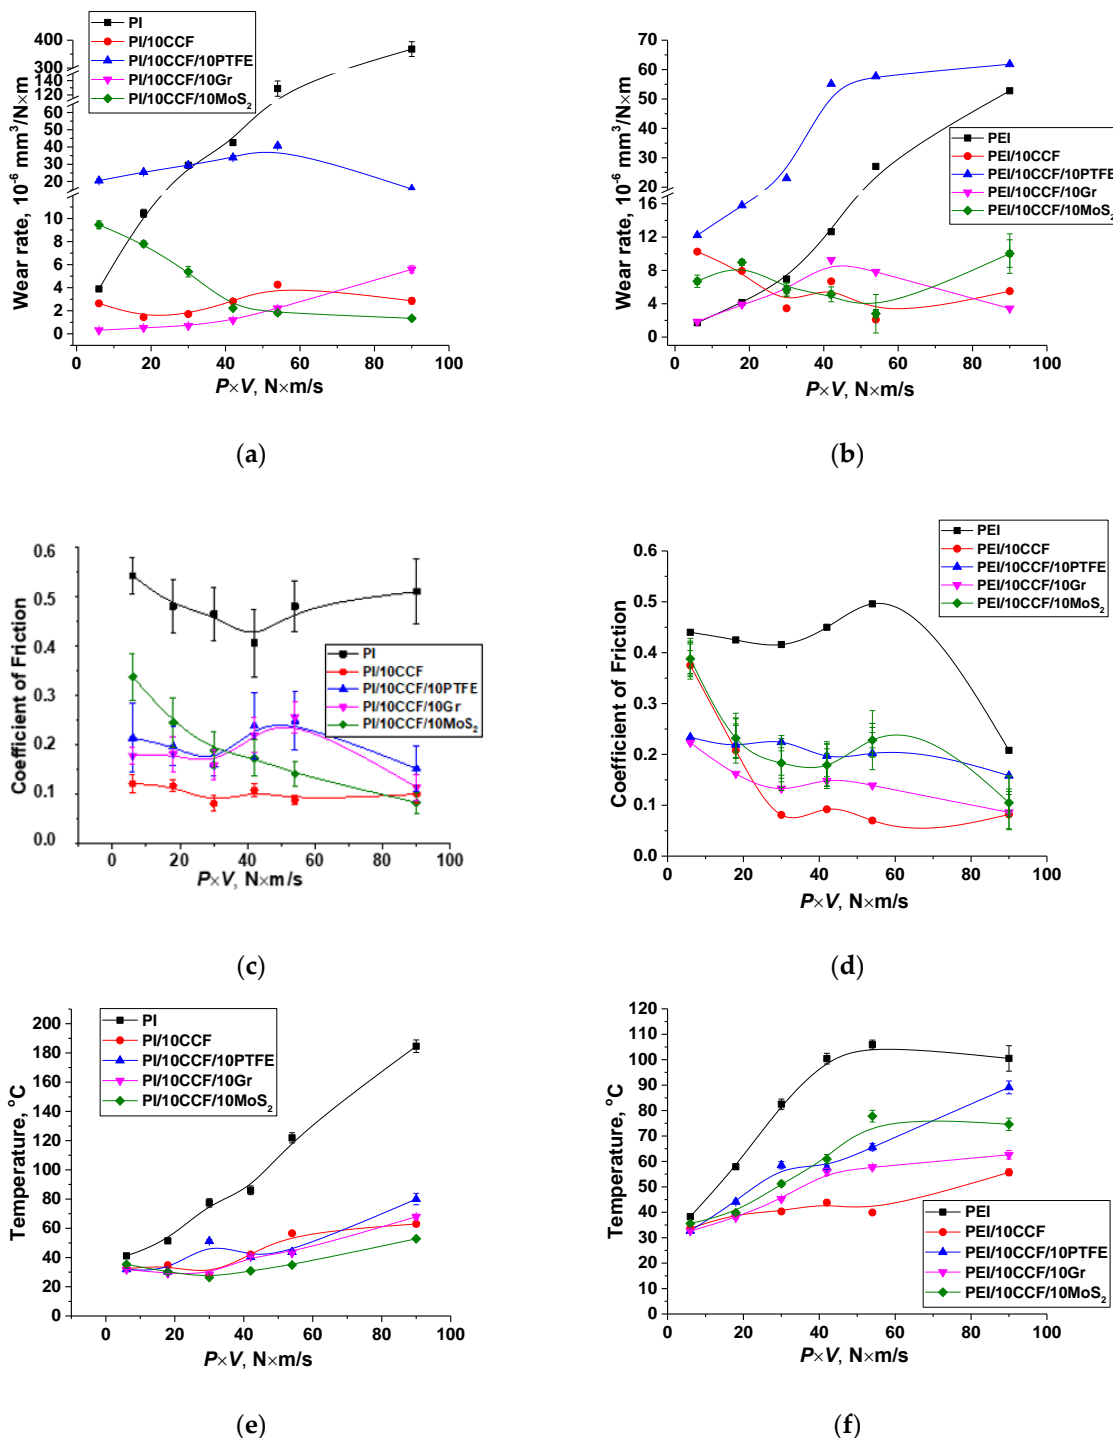 PI
PI/10CCF
PI/10CCF/10PTFE
PI/10CCF/10Gr
PI/10CCF/10MoS2
400
300
140
120
60
50
40
30
20
10
8
6
4
2
0
0 20 40 60 80 100
Wear rate, 10-6 mm3/N×m
P×V, N×m/s
(a)
70
60
50
40
30
20
16
12
8
4
0
0 20 40 60 80 100
Wear rate, 10-6 mm3/N×m
P×V, N×m/s
PEI
PEI/10CCF
PEI/10CCF/10PTFE
PEI/10CCF/10Gr
PEI/10CCF/10MoS2
(b)
0.6
0.5
0.4
0.3
0.2
0.1
0.0
0 20 40 60 80 100
Coefficient of Friction
P×V, N×m/s
PI
PI/10CCF
PI/10CCF/10PTFE
PI/10CCF/10Gr
PI/10CCF/10MoS2
(c)
PEI
PEI/10CCF
PEI/10CCF/10PTFE
PEI/10CCF/10Gr
PEI/10CCF/10MoS2
0.6
0.4
0.2
0.0
0 20 40 60 80 100
Coefficient of Friction
P×V, N×m/s
(d)
PI
PI/10CCF
PI/10CCF/10PTFE
PI/10CCF/10Gr
PI/10CCF/10MoS2
200
180
160
140
120
100
80
60
40
20
0
0 20 40 60 80 100
Temperature, °C
P×V, N×m/s
(e)
120
110
100
90
80
70
60
50
40
30
20
10
0
0 20 40 60 80 100
Temperature, °C
P×V, N×m/s
PEI
PEI/10CCF
PEI/10CCF/10PTFE
PEI/10CCF/10Gr
PEI/10CCF/10MoS2
(f)